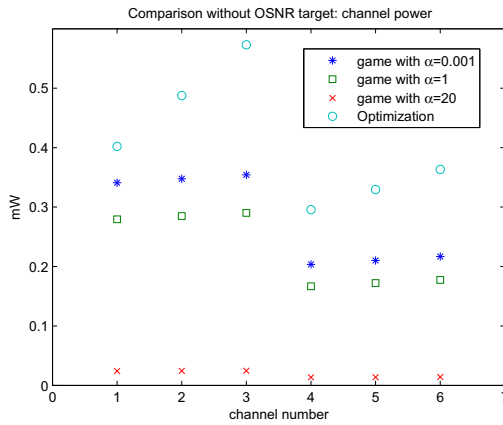 Comparison without OSNR target: channel power
game with α=0.001
game with α=1
game with α=20
Optimization
mW
0.5
0.4
0.3
0.2
0.1
0
0 1 2 3 4 5 6 7
channel number